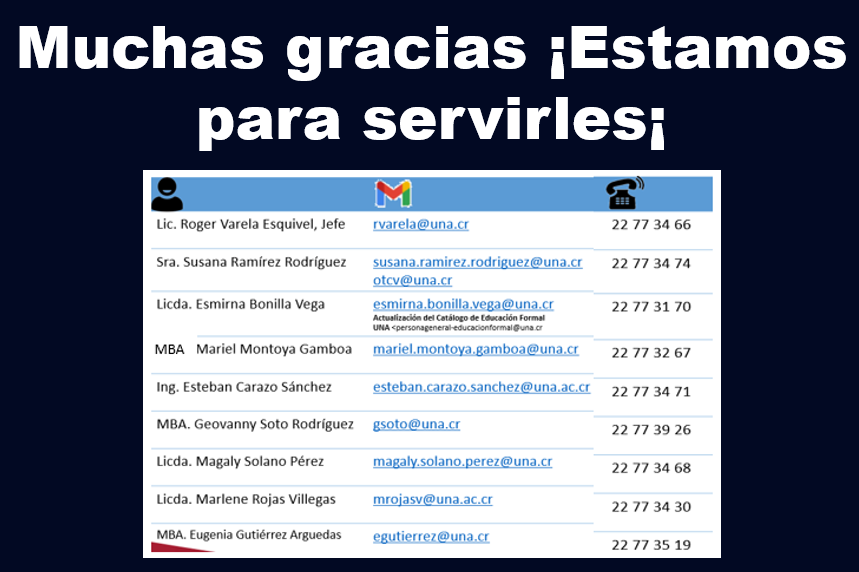 Muchas gracias ¡Estamos
para servirles¡
Lic. Roger Varela Esquivel, Jefe rvarela@una.cr 22 77 34 66
Sra. Susana Ramírez Rodríguez susana.ramirez.rodriguez@una.cr 22 77 34 74
otcv@una.cr
Licda. Esmirna Bonilla Vega esmirna.bonilla.vega@una.cr 22 77 31 70
Actualización del Catálogo de Educación Formal
UNA <personageneral-educacionformal@una.cr
MBA Mariel Montoya Gamboa mariel.montoya.gamboa@una.cr 22 77 32 67
Ing. Esteban Carazo Sánchez esteban.carazo.sanchez@una.ac.cr 22 77 34 71
MBA. Geovanny Soto Rodríguez gsoto@una.cr 22 77 39 26
Licda. Magaly Solano Pérez magaly.solano.perez@una.cr 22 77 34 68
Licda. Marlene Rojas Villegas mrojasv@una.ac.cr 22 77 34 30
MBA. Eugenia Gutiérrez Arguedas egutierrez@una.cr 22 77 35 19